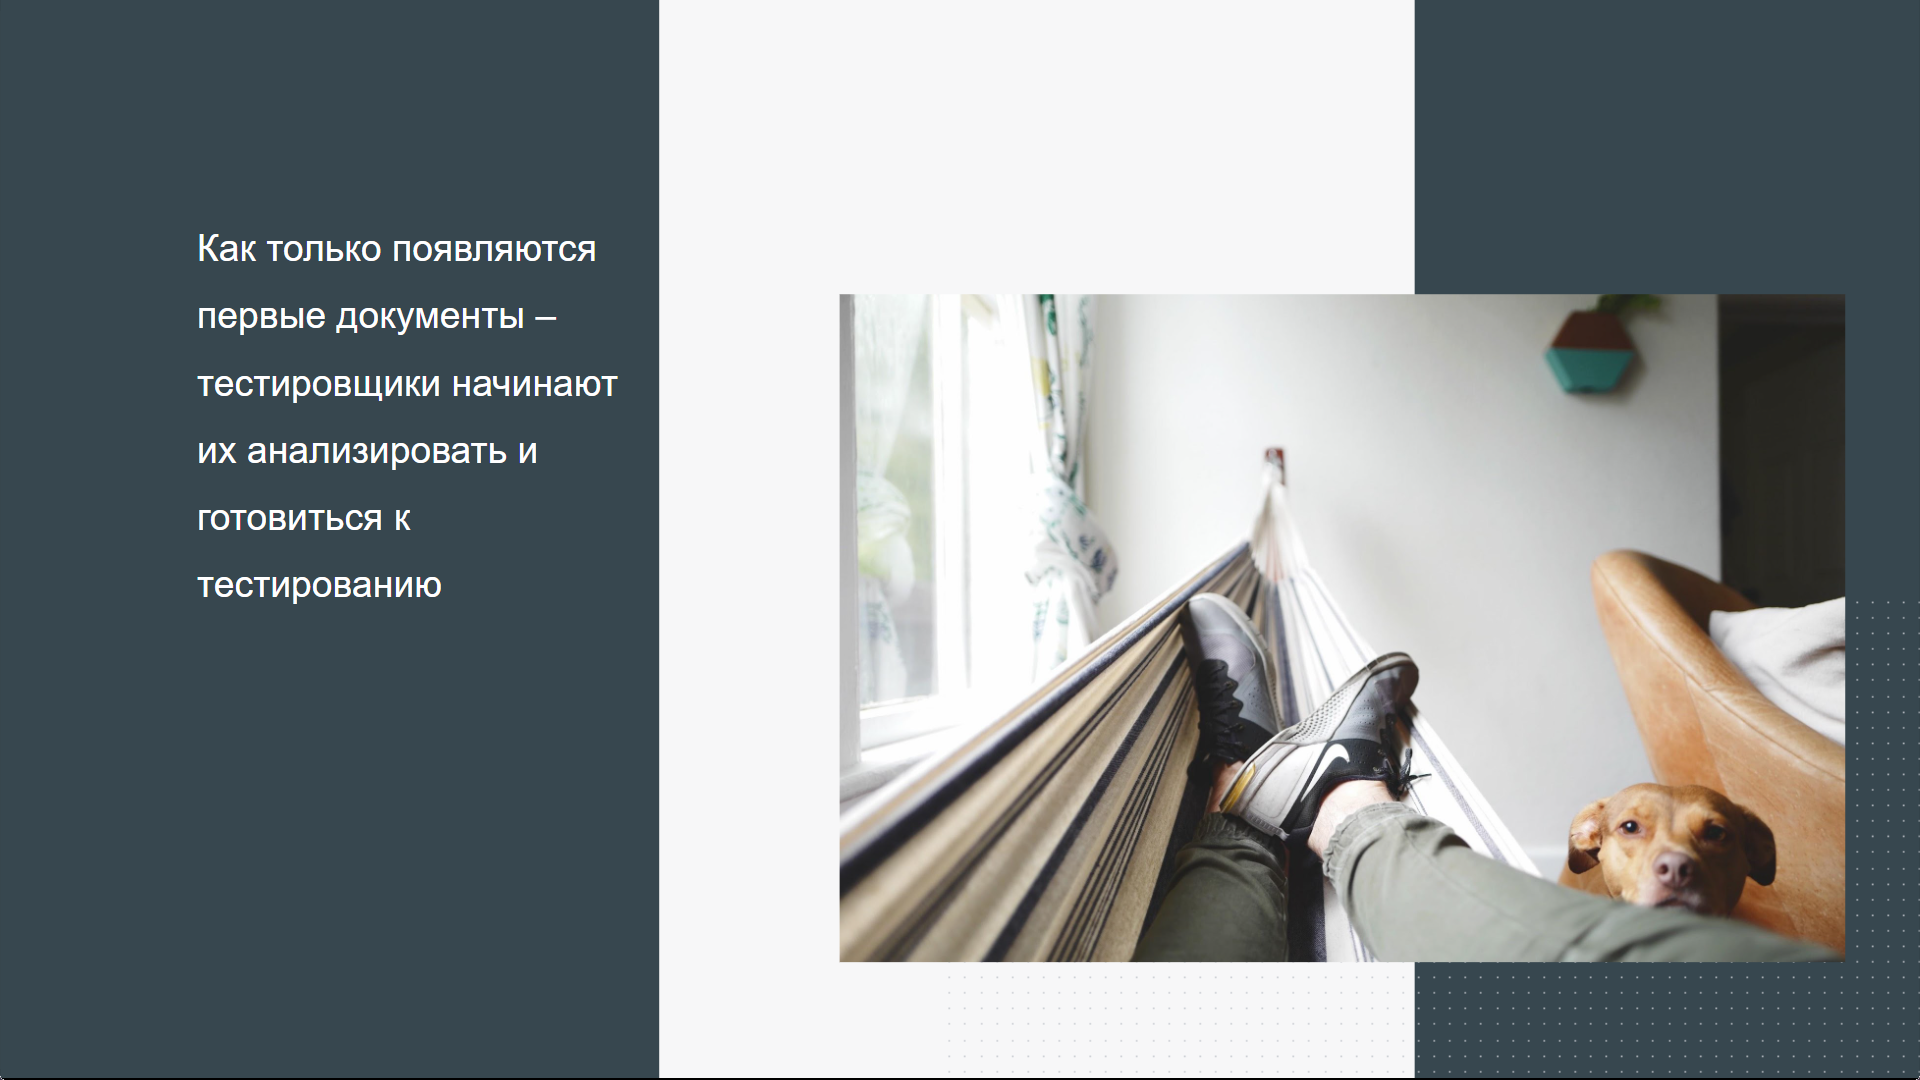 Как только появляются
первые документы –
тестировщики начинают
их анализировать и
готовиться к
тестированию